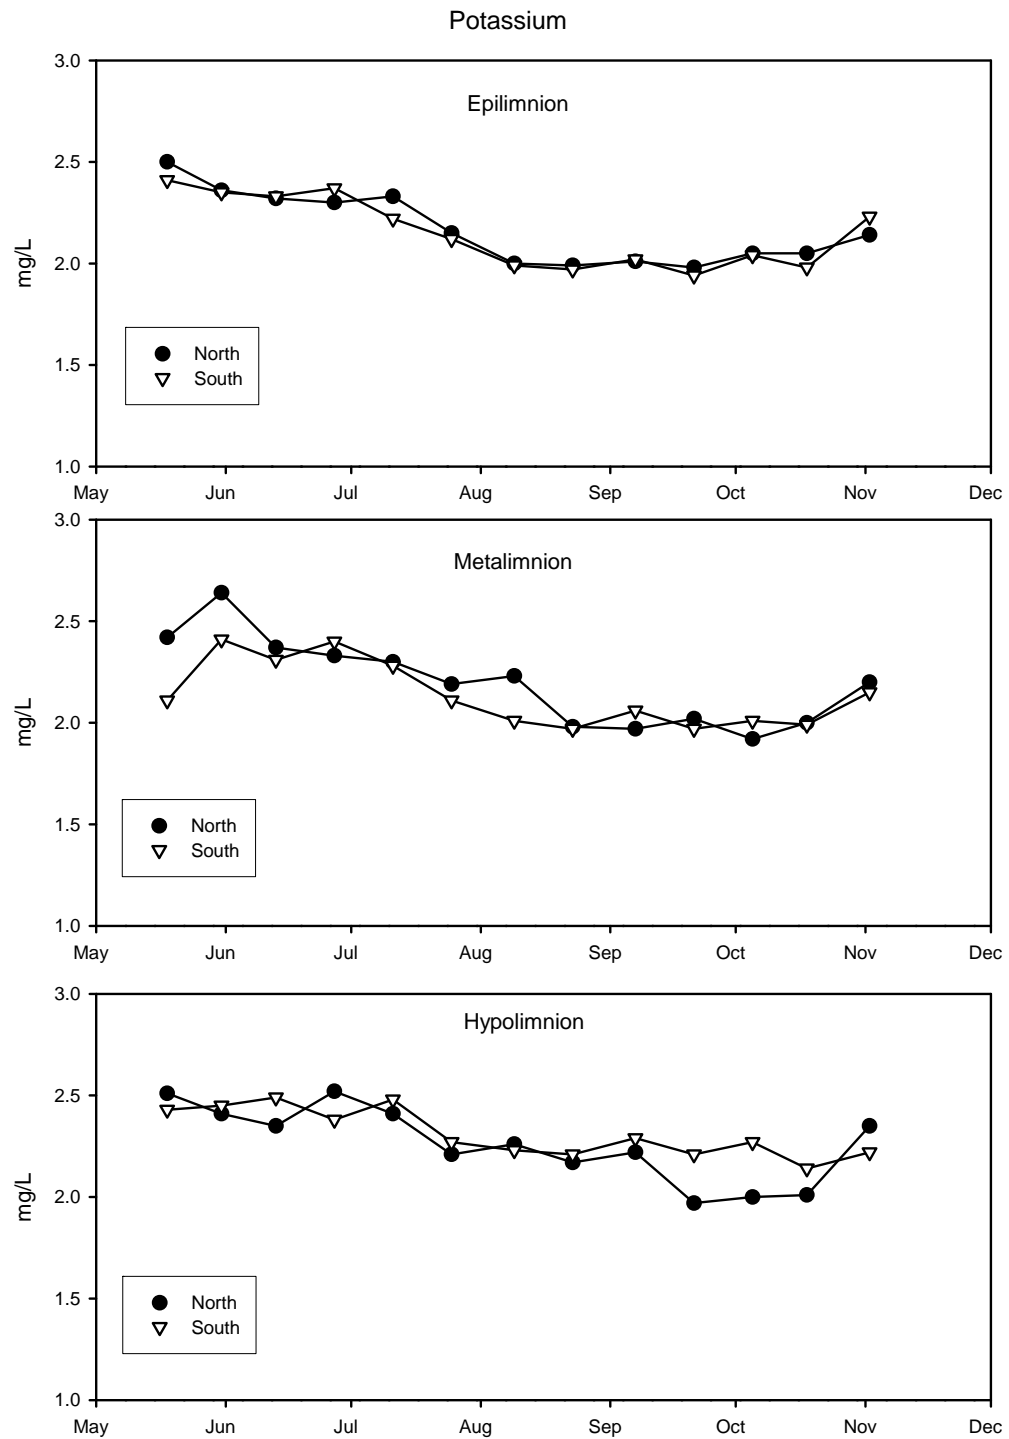 Potassium
3.0
Epilimnion
2.5
2.0
mg/L
1.5
North
South
1.0
May Jun Jul Aug Sep Oct Nov Dec
3.0
Metalimnion
2.5
2.0
mg/L
1.5
North
South
1.0
May Jun Jul Aug Sep Oct Nov Dec
3.0
Hypolimnion
2.5
2.0
mg/L
1.5
North
South
1.0
May Jun Jul Aug Sep Oct Nov Dec